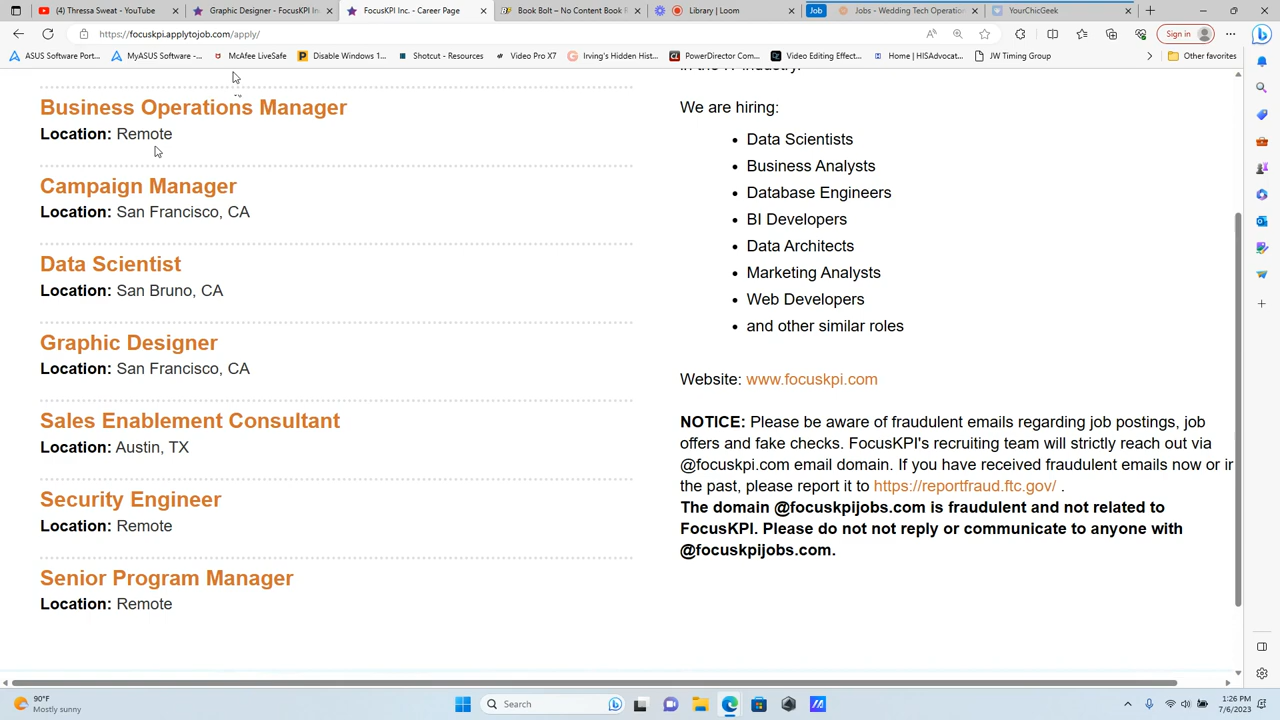 (4) Thressa Sweat - YouTube
Graphic Designer - FocusKPI In
FocusKPI Inc. - Career Page
Book Bolt – No Content Book R
Library | Loom
Job
Jobs - Wedding Tech Operation
YourChicGeek
https://focuskpi.applytojob.com/apply/
Sign in
ASUS Software Port...
MyASUS Software -...
McAfee LiveSafe
Disable Windows 1...
Shotcut - Resources
Video Pro X7
Irving's Hidden Hist...
PowerDirector Com...
Video Editing Effect...
Home | HISAdvocat...
JW Timing Group
Other favorites
Business Operations Manager
Location: Remote
Campaign Manager
Location: San Francisco, CA
Data Scientist
Location: San Bruno, CA
Graphic Designer
Location: San Francisco, CA
Sales Enablement Consultant
Location: Austin, TX
Security Engineer
Location: Remote
Senior Program Manager
Location: Remote
in the IT industry.
We are hiring:
• Data Scientists
• Business Analysts
• Database Engineers
• BI Developers
• Data Architects
• Marketing Analysts
• Web Developers
• and other similar roles
Website: www.focuskpi.com
NOTICE: Please be aware of fraudulent emails regarding job postings, job
offers and fake checks. FocusKPI's recruiting team will strictly reach out via
@focuskpi.com email domain. If you have received fraudulent emails now or in
the past, please report it to https://reportfraud.ftc.gov/ .
The domain @focuskpijobs.com is fraudulent and not related to
FocusKPI. Please do not not reply or communicate to anyone with
@focuskpijobs.com.
90°F
Mostly sunny
Search
1:26 PM
7/6/2023